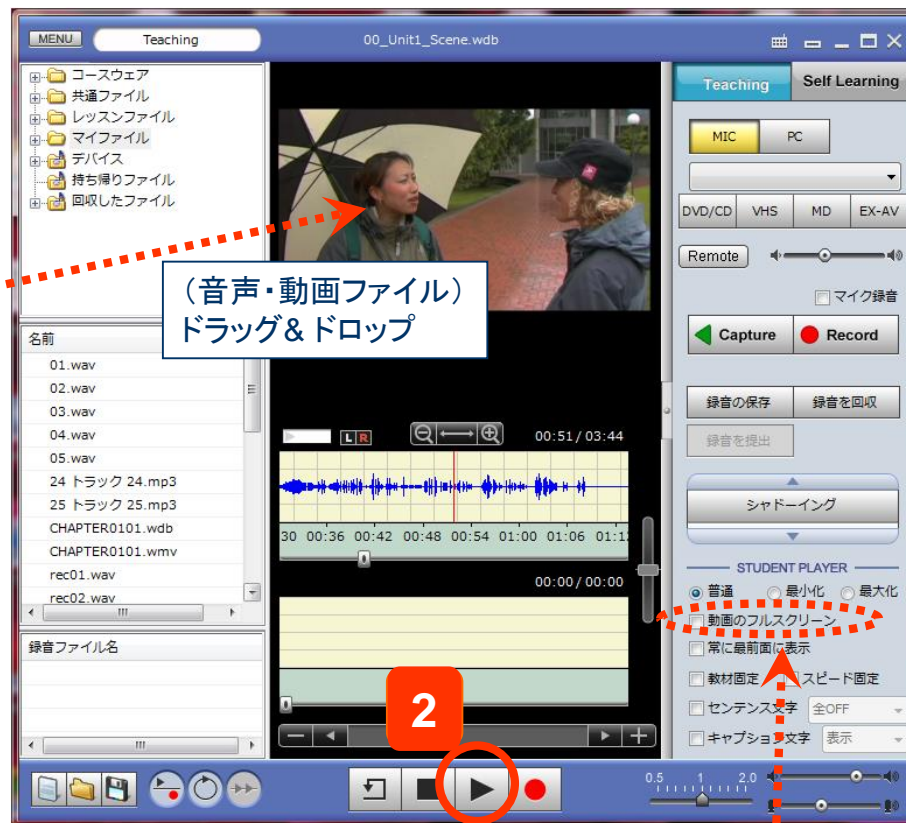 MENU
Teaching
00_Unit1_Scene.wdb
コースウェア
共通ファイル
レッスンファイル
マイファイル
デバイス
持ち帰りファイル
回収したファイル
(音声・動画ファイル)
ドラッグ&ドロップ
名前
01.wav
02.wav
03.wav
04.wav
05.wav
24 トラック 24.mp3
25 トラック 25.mp3
CHAPTER0101.wdb
CHAPTER0101.wmv
rec01.wav
rec02.wav
録音ファイル名
L R
00:51 / 03:44
30 00:36 00:42 00:48 00:54 01:00 01:06 01:1
00:00 / 00:00
2
Teaching
Self Learning
MIC
PC
DVD/CD
VHS
MD
EX-AV
Remote
マイク録音
Capture
Record
録音の保存
録音を回収
録音を提出
シャドーイング
STUDENT PLAYER
普通
最小化
最大化
動画のフルスクリーン
常に最前面に表示
教材固定
スピード固定
センテンス文字
全OFF
キャプション文字
表示
0.5 1 2.0